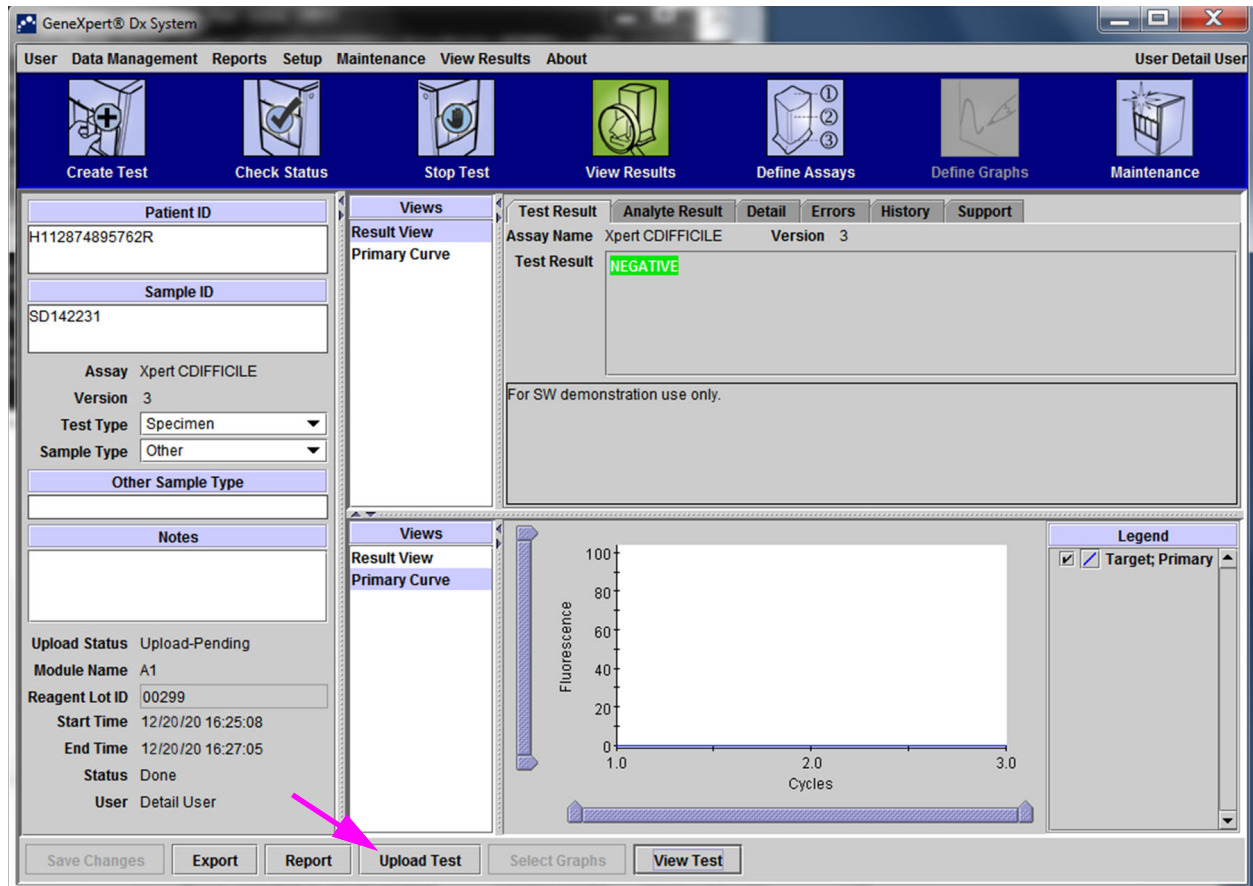 GeneXpert® Dx System
User Data Management Reports Setup Maintenance View Results About User Detail User
Create Test Check Status Stop Test View Results Define Assays Define Graphs Maintenance
Patient ID
H112874895762R
Sample ID
SD142231
Assay Xpert CDIFFICILE
Version 3
Test Type Specimen
Sample Type Other
Other Sample Type
Notes
Upload Status Upload-Pending
Module Name A1
Reagent Lot ID 00299
Start Time 12/20/20 16:25:08
End Time 12/20/20 16:27:05
Status Done
User Detail User
Views
Result View
Primary Curve
Test Result Analyte Result Detail Errors History Support
Assay Name Xpert CDIFFICILE Version 3
Test Result NEGATIVE
For SW demonstration use only.
Views
Result View
Primary Curve
Fluorescence
100
80
60
40
20
0
1.0 2.0 3.0
Cycles
Legend
Target; Primary
Save Changes Export Report Upload Test Select Graphs View Test